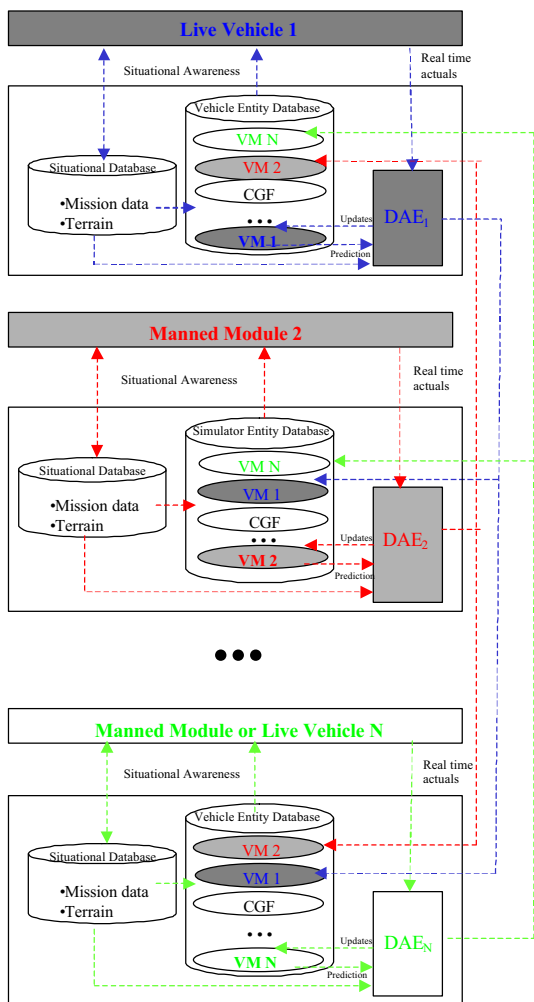 Live Vehicle 1
Situational Awareness
Real time
actuals
Vehicle Entity Database
VM N
VM 2
CGF
•••
VM 1
Situational Database
•Mission data
•Terrain
Updates
Prediction
DAE1
Manned Module 2
Situational Awareness
Real time
actuals
Simulator Entity Database
VM N
VM 1
CGF
•••
VM 2
Situational Database
•Mission data
•Terrain
Updates
Prediction
DAE2
•••
Manned Module or Live Vehicle N
Situational Awareness
Real time
actuals
Vehicle Entity Database
VM 2
VM 1
CGF
•••
VM N
Situational Database
•Mission data
•Terrain
Updates
Prediction
DAEN